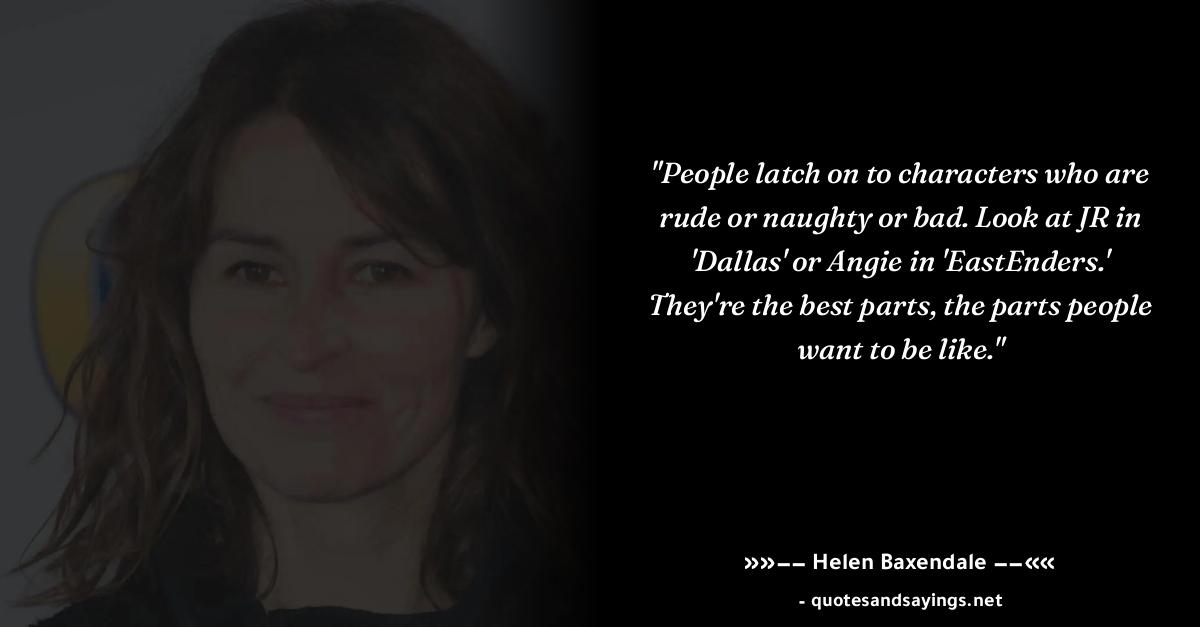 "People latch on to characters who are
rude or naughty or bad. Look at JR in
'Dallas' or Angie in 'EastEnders.'
They're the best parts, the parts people
want to be like."
»»-- Helen Baxendale --««
- quotesandsayings.net